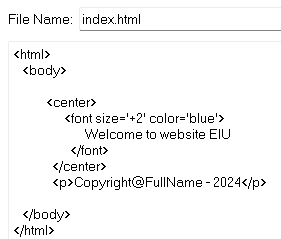 File Name: index.html
<html>
<body>
<center>
<font size='+2' color='blue'>
Welcome to website EIU
</font>
</center>
<p>Copyright@FullName - 2024</p>
</body>
</html>